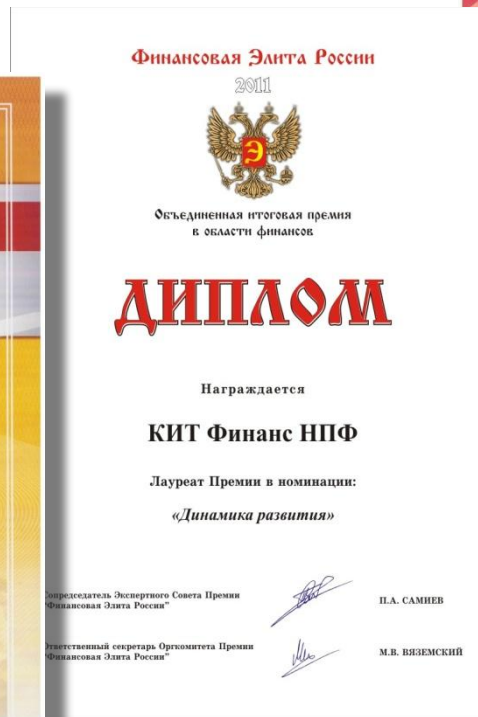 Финансовая Элита России
2011
Э
Объединенная итоговая премия
в области финансов
ДИПЛОМ
Награждается
КИТ Финанс НПФ
Лауреат Премии в номинации:
«Динамика развития»
Сопредседатель Экспертного Совета Премии
"Финансовая Элита России"
П.А. САМИЕВ
Ответственный секретарь Оргкомитета Премии
"Финансовая Элита России"
М.В. ВЯЗЕМСКИЙ